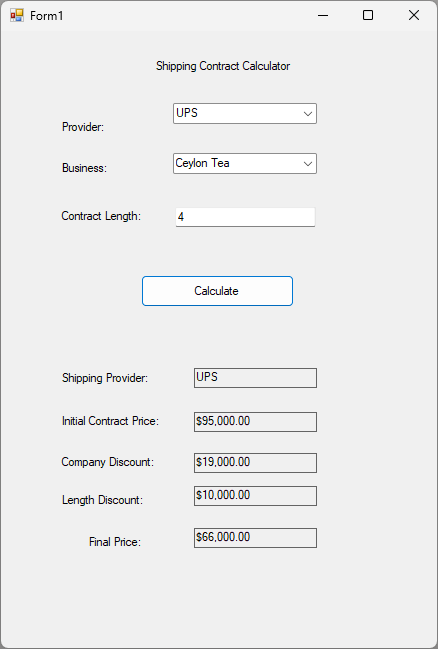 Form1
Shipping Contract Calculator
Provider: UPS
Business: Ceylon Tea
Contract Length: 4
Calculate
Shipping Provider: UPS
Initial Contract Price: $95,000.00
Company Discount: $19,000.00
Length Discount: $10,000.00
Final Price: $66,000.00